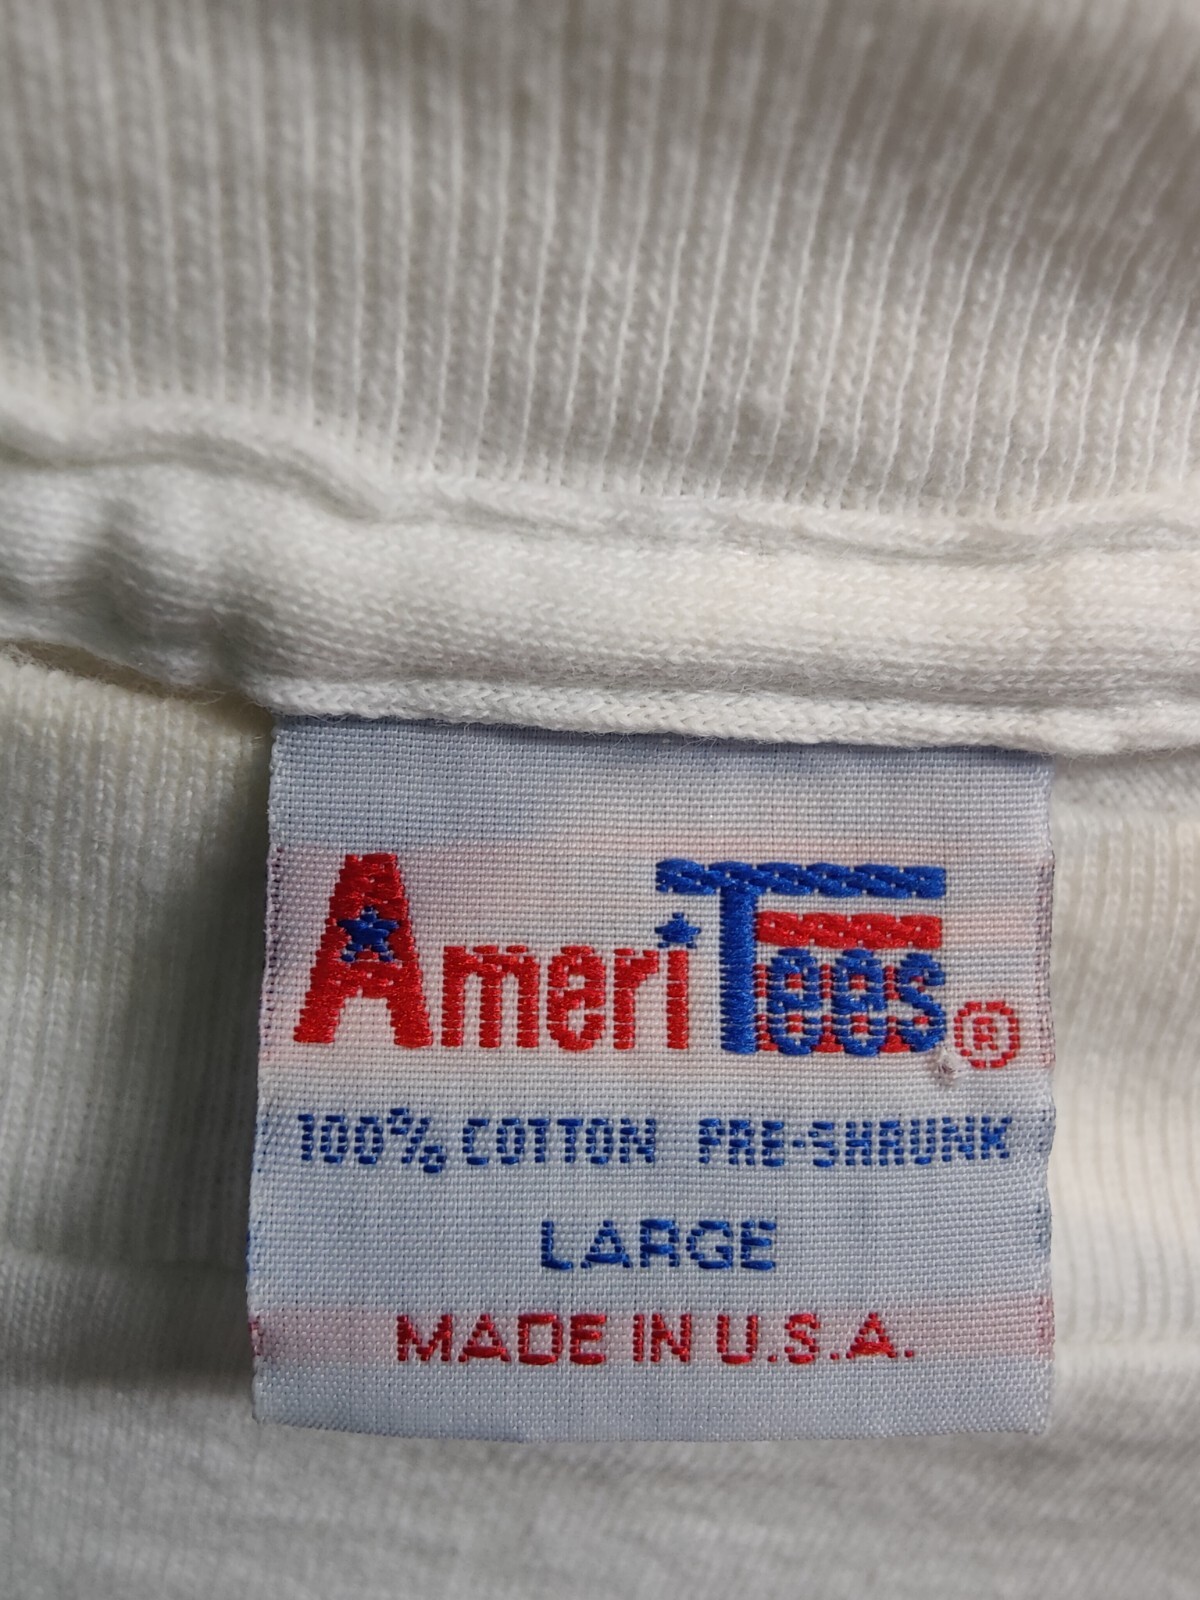 AmeriTees®
100% COTTON PRE-SHRUNK
LARGE
MADE IN U.S.A.